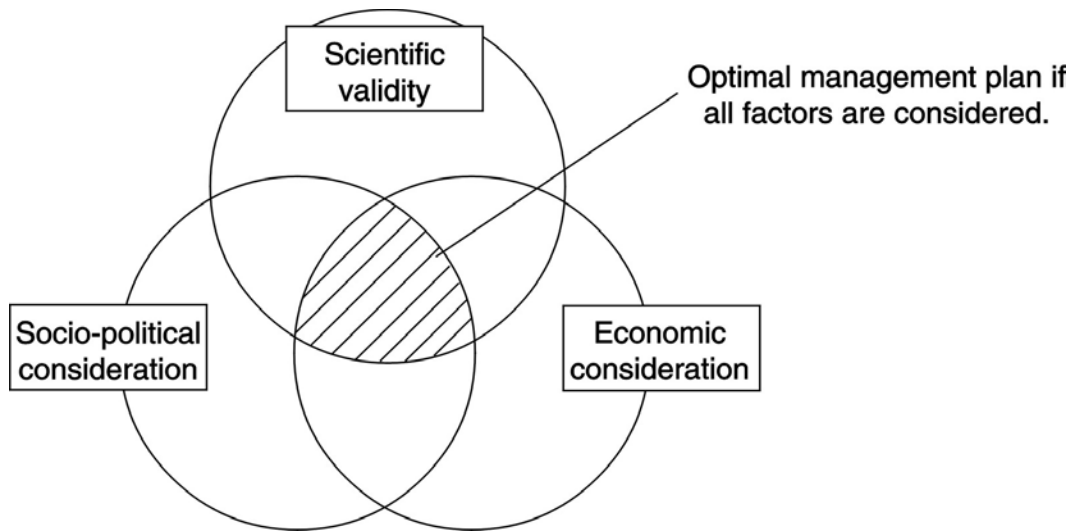 Scientific
validity
Optimal management plan if
all factors are considered.
Socio-political
consideration
Economic
consideration